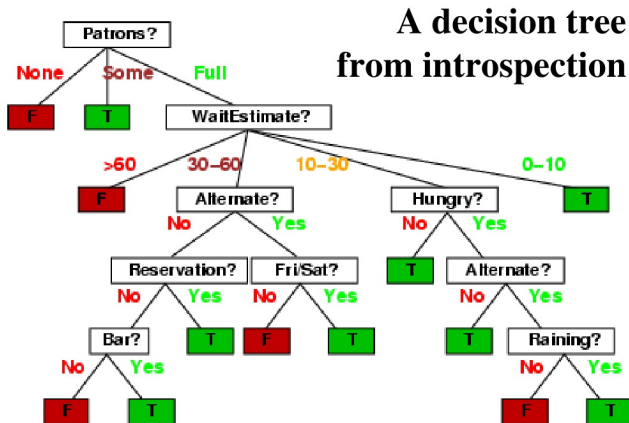 A decision tree
from introspection
Patrons?
None Some Full
F T WaitEstimate?
>60 30–60 10–30 0–10
F Alternate? Hungry? T
No Yes No Yes
Reservation? Fri/Sat? T Alternate?
No Yes No Yes No Yes
Bar? T F T T Raining?
No Yes No Yes
F T F T